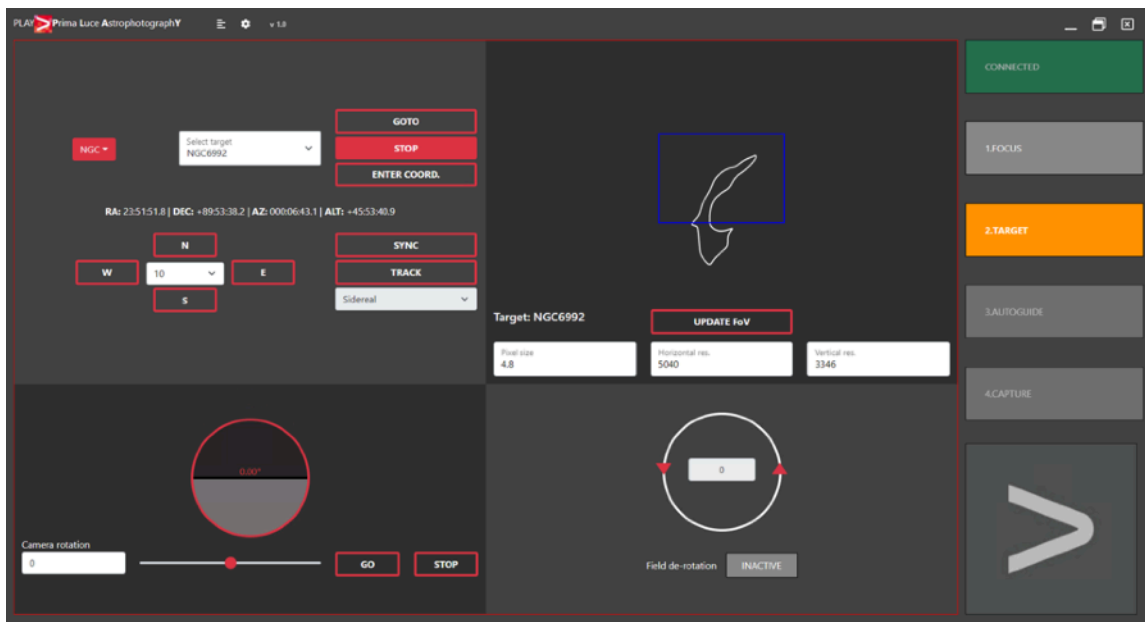 PLAY Prima Luce AstrophotographY
v 1.0
CONNECTED
GOTO
NGC
Select target
NGC6992
STOP
1.FOCUS
ENTER COORD.
RA: 23:51:51.8 | DEC: +89:53:38.2 | AZ: 000:06:43.1 | ALT: +45:53:40.9
2.TARGET
N
SYNC
W
10
E
TRACK
S
Sidereal
Target: NGC6992
UPDATE FoV
3.AUTOGUIDE
Pixel size
4.8
Horizontal res.
5040
Vertical res.
3346
4.CAPTURE
0.00°
0
Camera rotation
0
GO
STOP
Field de-rotation
INACTIVE